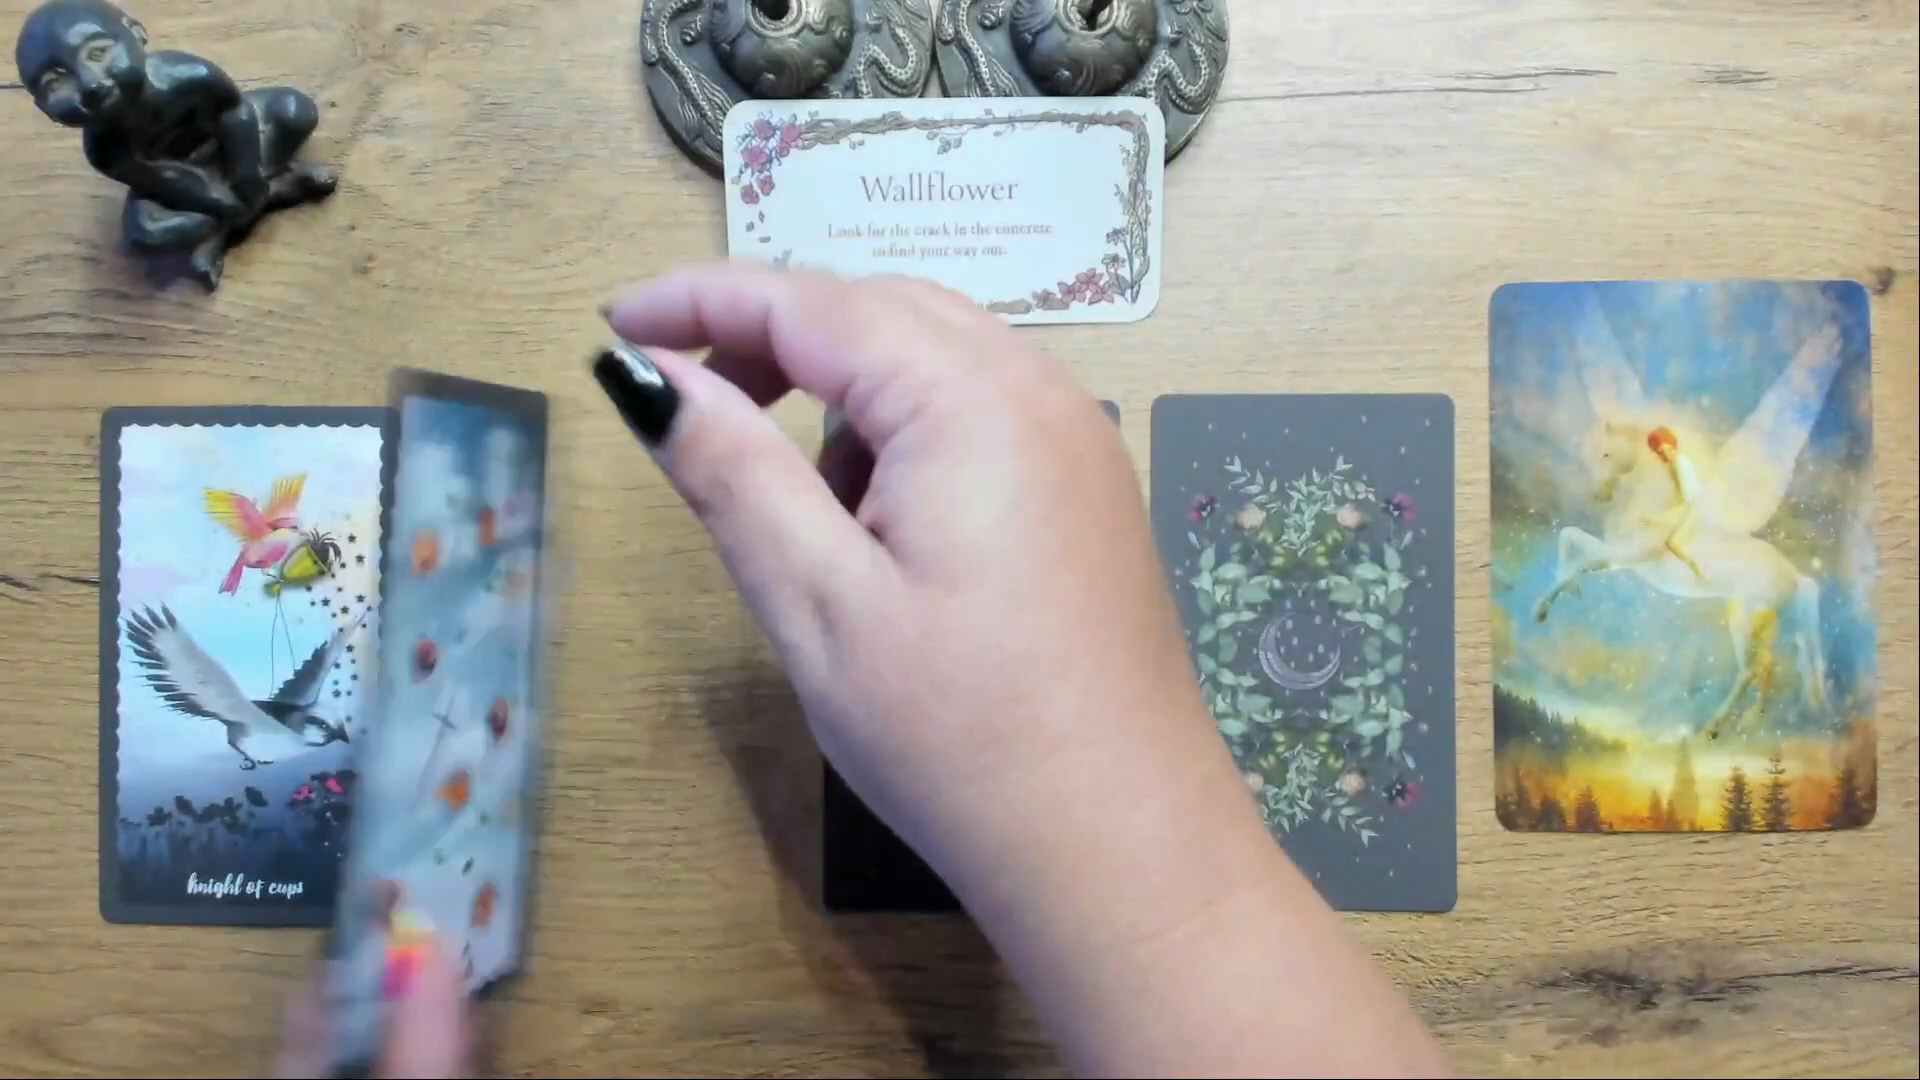 Wallflower
Look for the crack in the concrete
to find your way out.
knight of cups